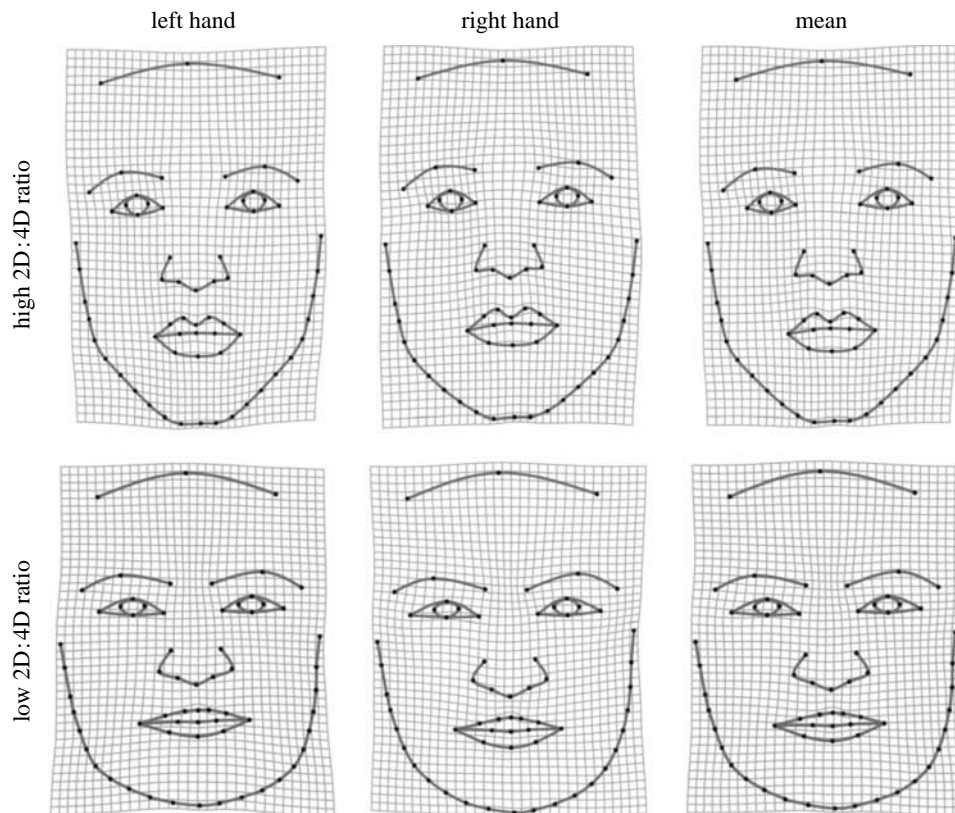 left hand
right hand
mean
high 2D:4D ratio
low 2D:4D ratio